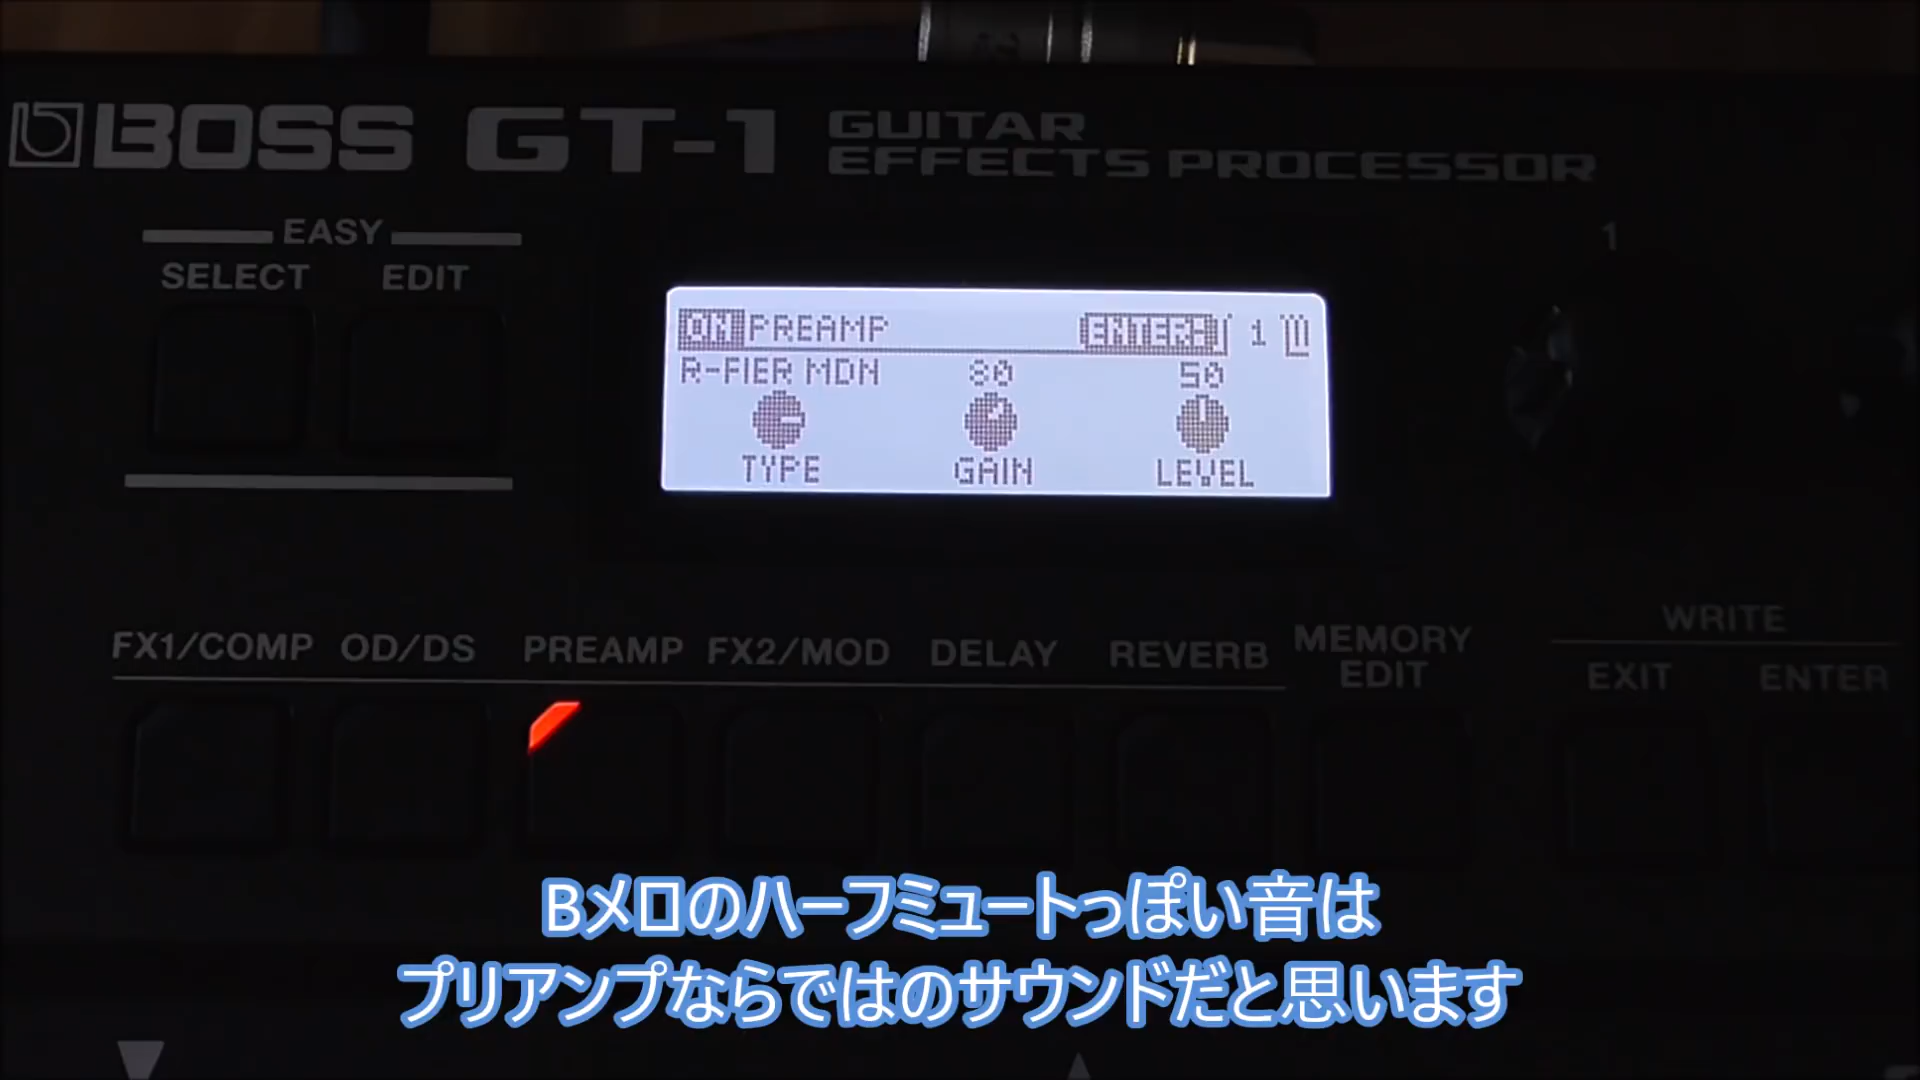 BOSS GT-1 GUITAR
EFFECTS PROCESSOR
EASY
SELECT EDIT
1
ON PREAMP ENTER 1
R-FIER MDN 80 50
TYPE GAIN LEVEL
WRITE
FX1/COMP OD/DS PREAMP FX2/MOD DELAY REVERB MEMORY
EDIT EXIT ENTER
Bメロのハーフミュートっぽい音は
プリアンプならではのサウンドだと思います